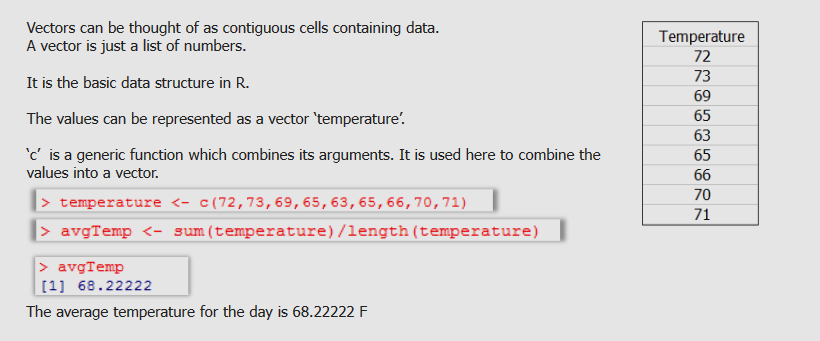 Vectors can be thought of as contiguous cells containing data.
A vector is just a list of numbers.
It is the basic data structure in R.
The values can be represented as a vector ‘temperature’.
‘c’ is a generic function which combines its arguments. It is used here to combine the
values into a vector.
> temperature <- c(72,73,69,65,63,65,66,70,71)
> avgTemp <- sum(temperature)/length(temperature)
> avgTemp
[1] 68.22222
The average temperature for the day is 68.22222 F
Temperature
72
73
69
65
63
65
66
70
71